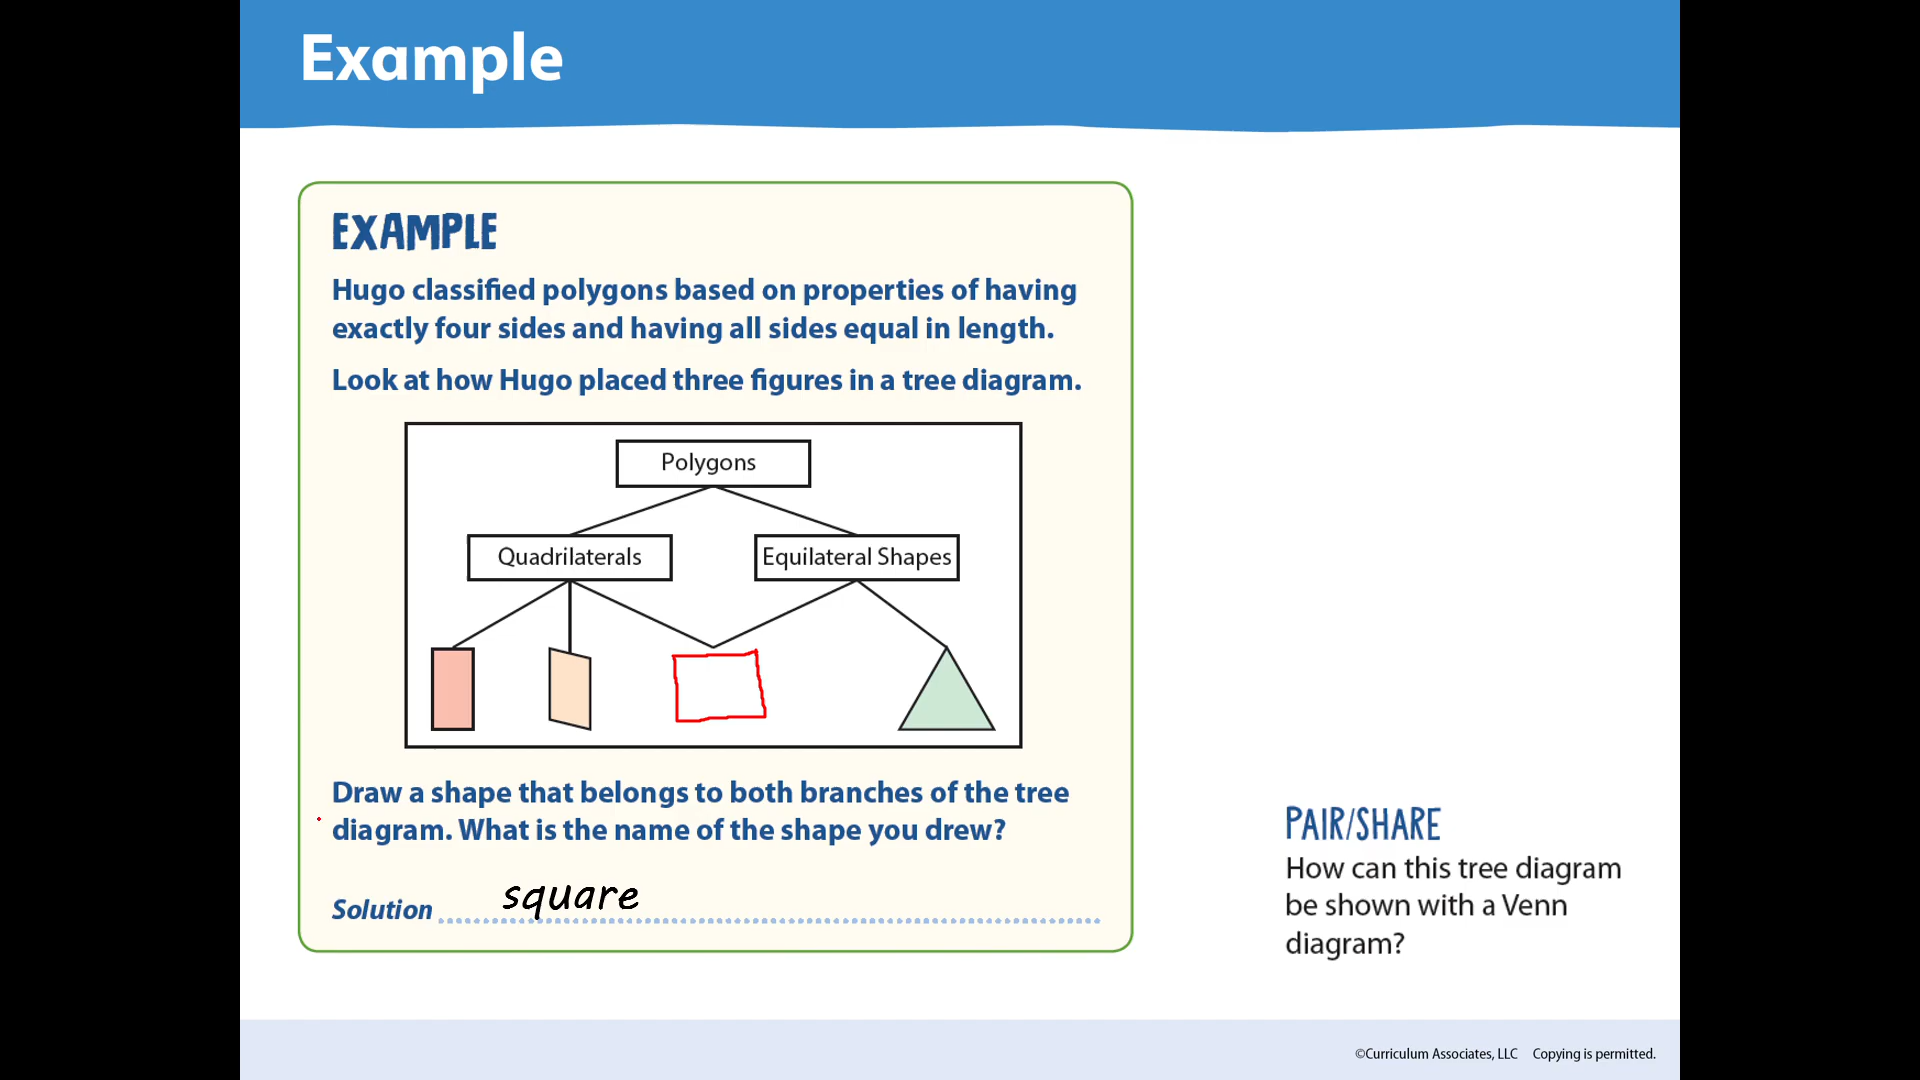 Example
EXAMPLE
Hugo classified polygons based on properties of having
exactly four sides and having all sides equal in length.
Look at how Hugo placed three figures in a tree diagram.
Polygons
Quadrilaterals
Equilateral Shapes
Draw a shape that belongs to both branches of the tree
diagram. What is the name of the shape you drew?
Solution square
PAIR/SHARE
How can this tree diagram
be shown with a Venn
diagram?
©Curriculum Associates, LLC Copying is permitted.